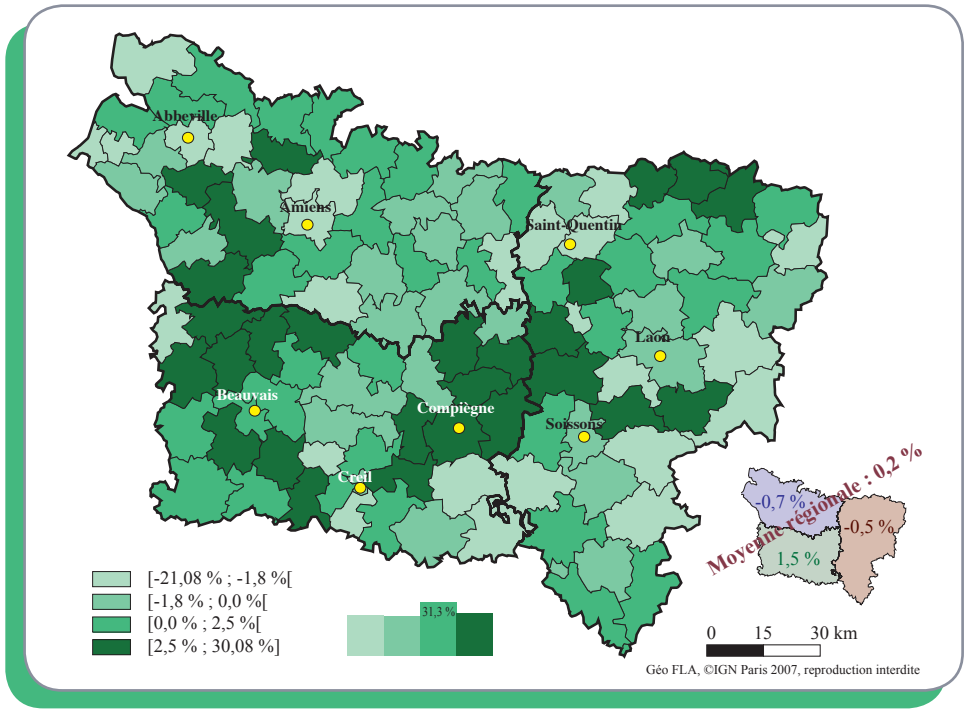 Abbeville
Amiens
Saint-Quentin
Laon
Beauvais
Compiègne
Soissons
Creil
Moyenne régionale : 0,2 %
-0,7 %
-0,5 %
1,5 %
[-21,08 % ; -1,8 %[
[-1,8 % ; 0,0 %[
[0,0 % ; 2,5 %[
[2,5 % ; 30,08 %]
31,3 %
0 15 30 km
Géo FLA, ©IGN Paris 2007, reproduction interdite